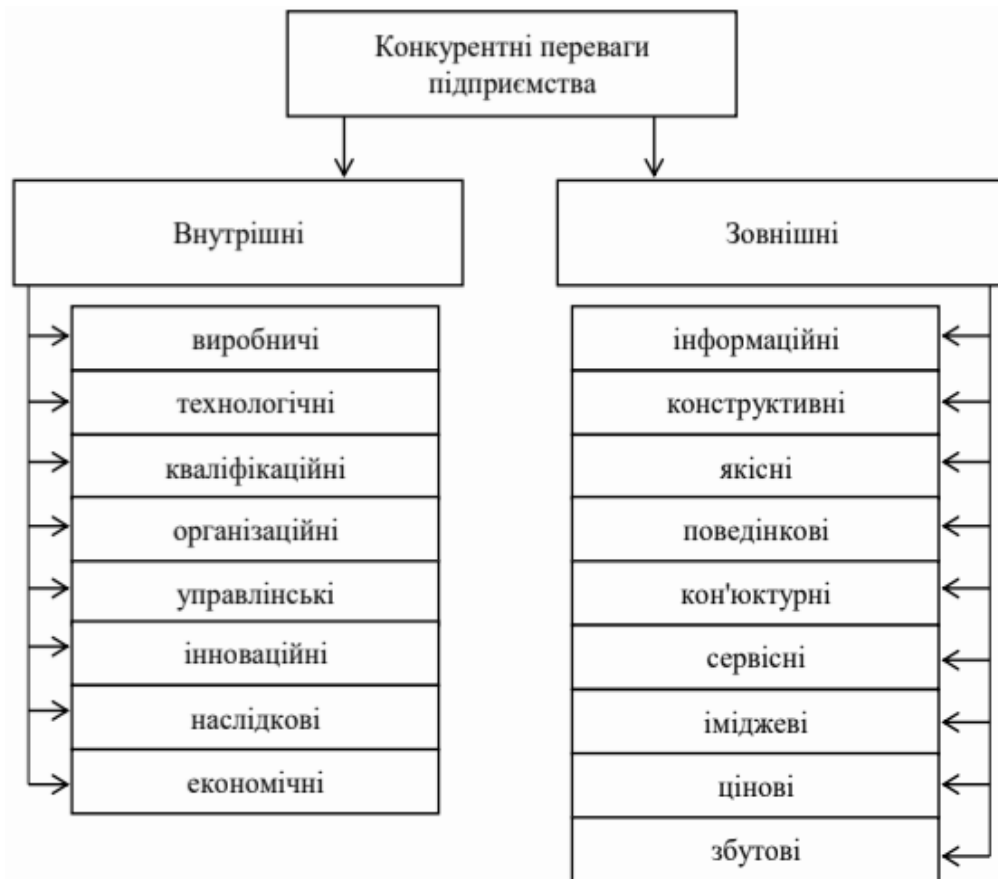 Конкурентні переваги
підприємства
Внутрішні
Зовнішні
виробничі
технологічні
кваліфікаційні
організаційні
управлінські
інноваційні
наслідкові
економічні
інформаційні
конструктивні
якісні
поведінкові
кон'юктурні
сервісні
іміджеві
цінові
збутові